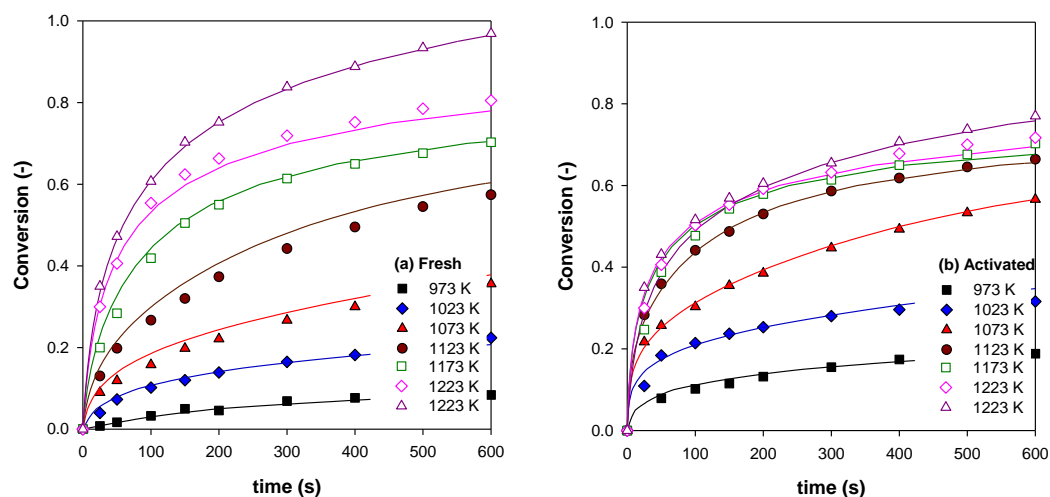 1.0
0.8
0.6
0.4
0.2
0.0
Conversion (-)
(a) Fresh
973 K
1023 K
1073 K
1123 K
1173 K
1223 K
1223 K
0 100 200 300 400 500 600
time (s)
1.0
0.8
0.6
0.4
0.2
0.0
Conversion (-)
(b) Activated
973 K
1023 K
1073 K
1123 K
1173 K
1223 K
1223 K
0 100 200 300 400 500 600
time (s)